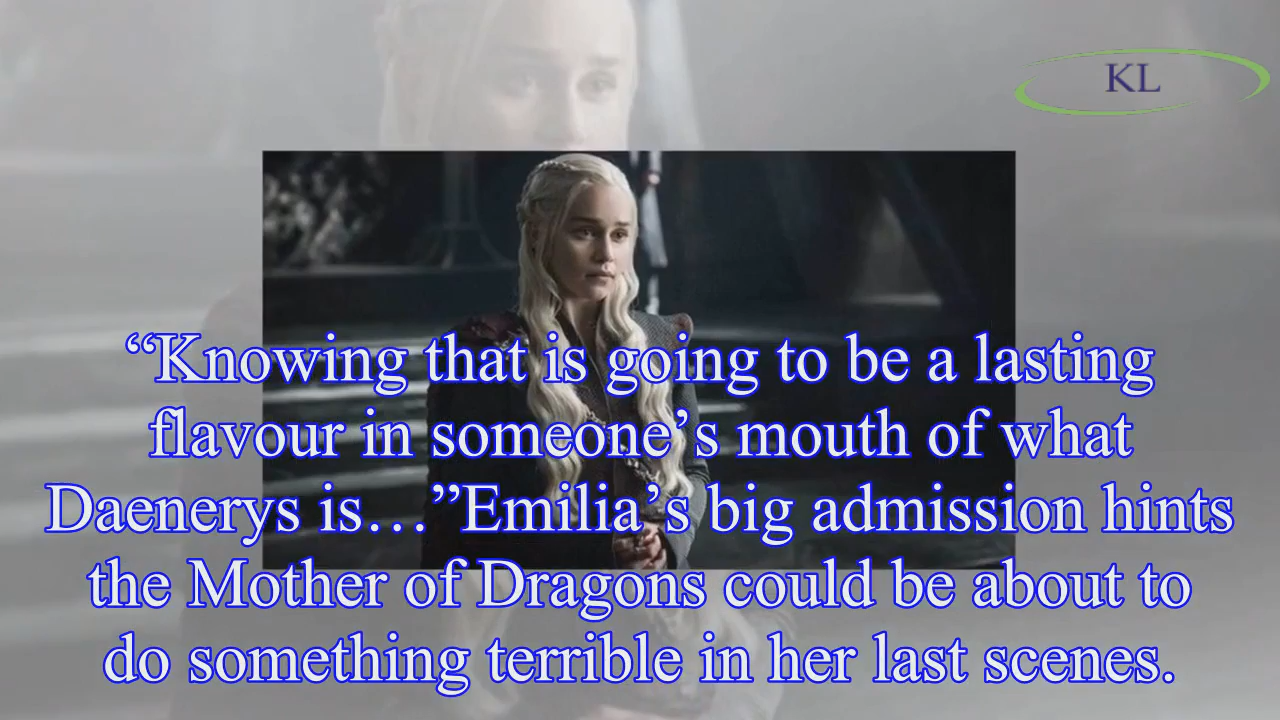 KL
“Knowing that is going to be a lasting
flavour in someone’s mouth of what
Daenerys is…”Emilia’s big admission hints
the Mother of Dragons could be about to
do something terrible in her last scenes.